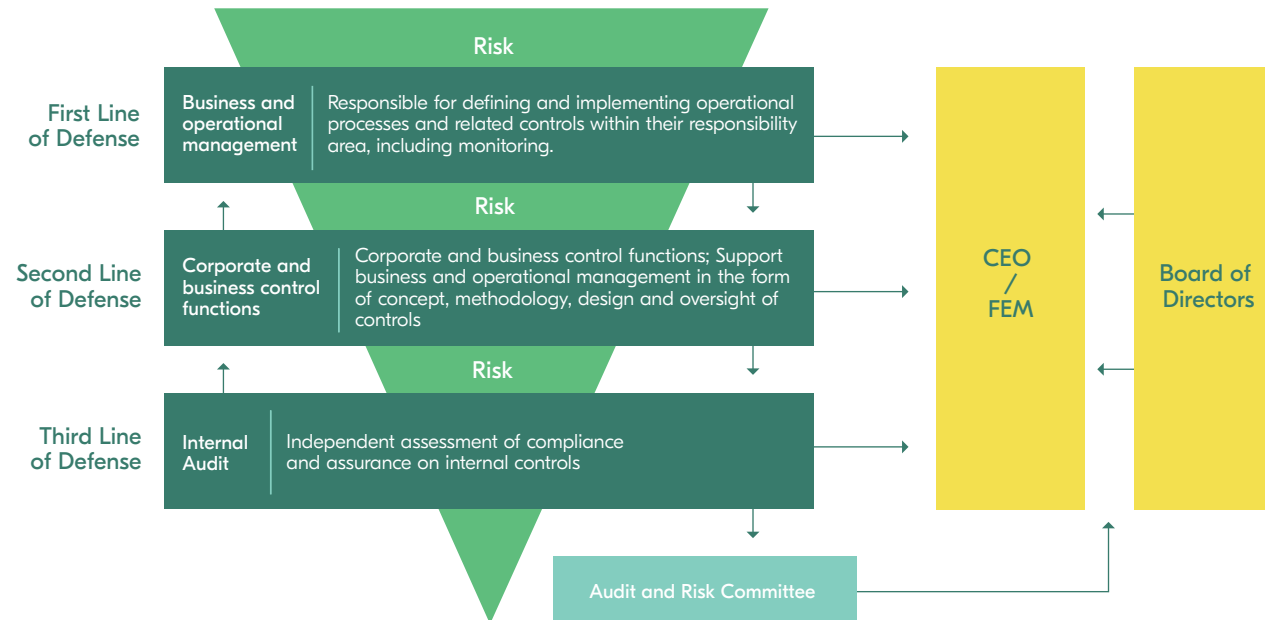 Risk
First Line
of Defense
Business and
operational
management
Responsible for defining and implementing operational
processes and related controls within their responsibility
area, including monitoring.
Risk
Second Line
of Defense
Corporate and
business control
functions
Corporate and business control functions; Support
business and operational management in the form
of concept, methodology, design and oversight of
controls
Risk
Third Line
of Defense
Internal
Audit
Independent assessment of compliance
and assurance on internal controls
Audit and Risk Committee
CEO
/
FEM
Board of
Directors